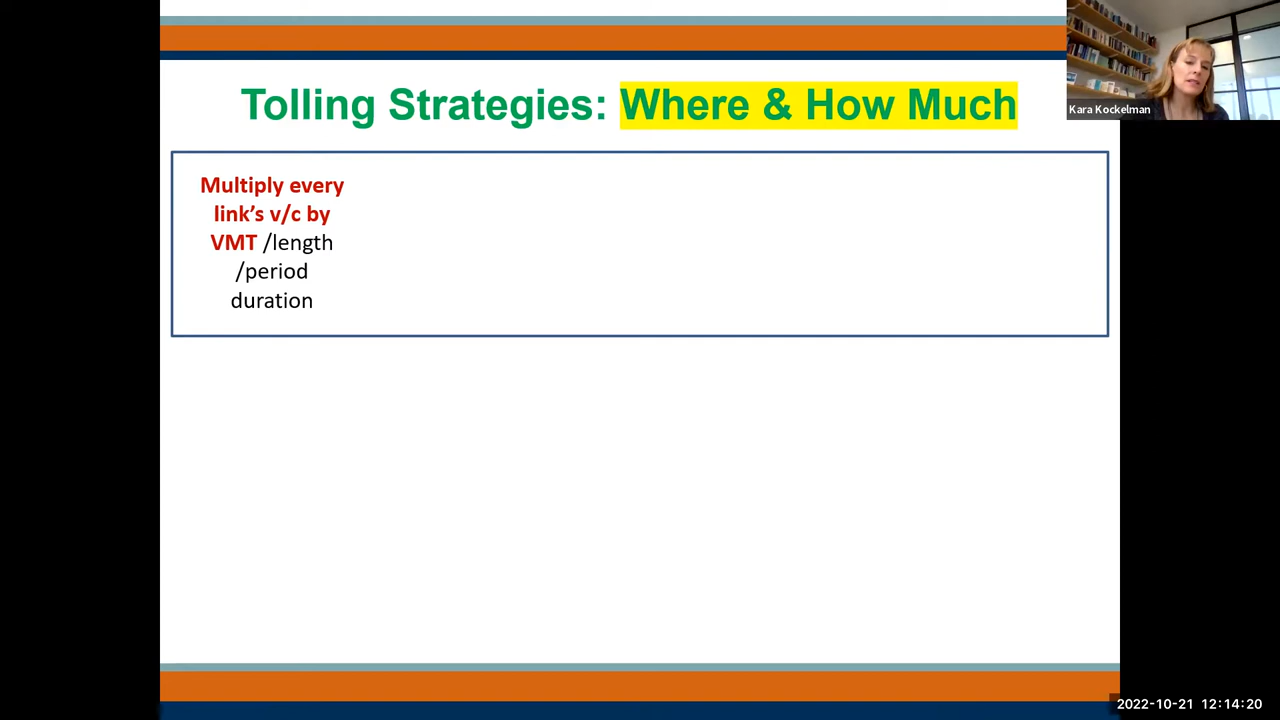 Kara Kockelman
Tolling Strategies: Where & How Much
Multiply every
link’s v/c by
VMT /length
/period
duration
2022-10-21 12:14:20